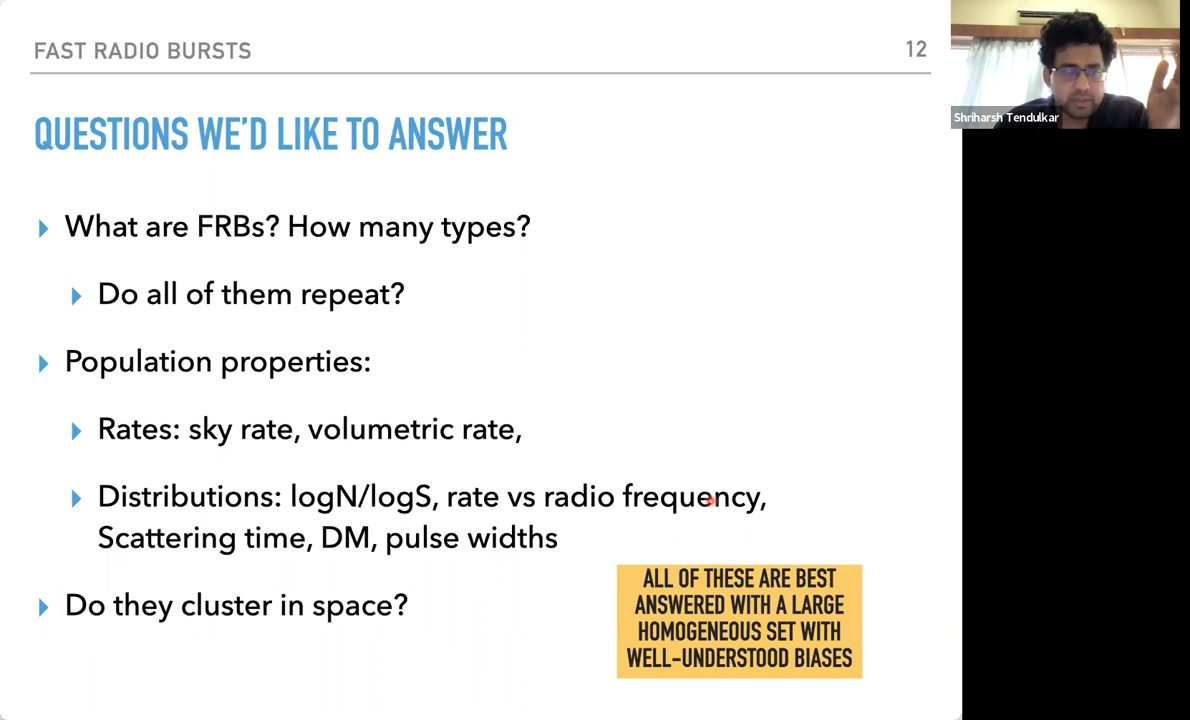 FAST RADIO BURSTS
12
QUESTIONS WE'D LIKE TO ANSWER
What are FRBs? How many types?
Do all of them repeat?
Population properties:
Rates: sky rate, volumetric rate,
Distributions: logN/logS, rate vs radio frequency,
Scattering time, DM, pulse widths
Do they cluster in space?
ALL OF THESE ARE BEST
ANSWERED WITH A LARGE
HOMOGENEOUS SET WITH
WELL-UNDERSTOOD BIASES
Shriharsh Tendulkar